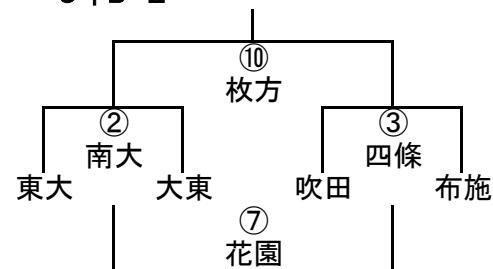 ⑩
枚方
② ③
南大 四條
東大 大東 吹田 布施
⑦
花園